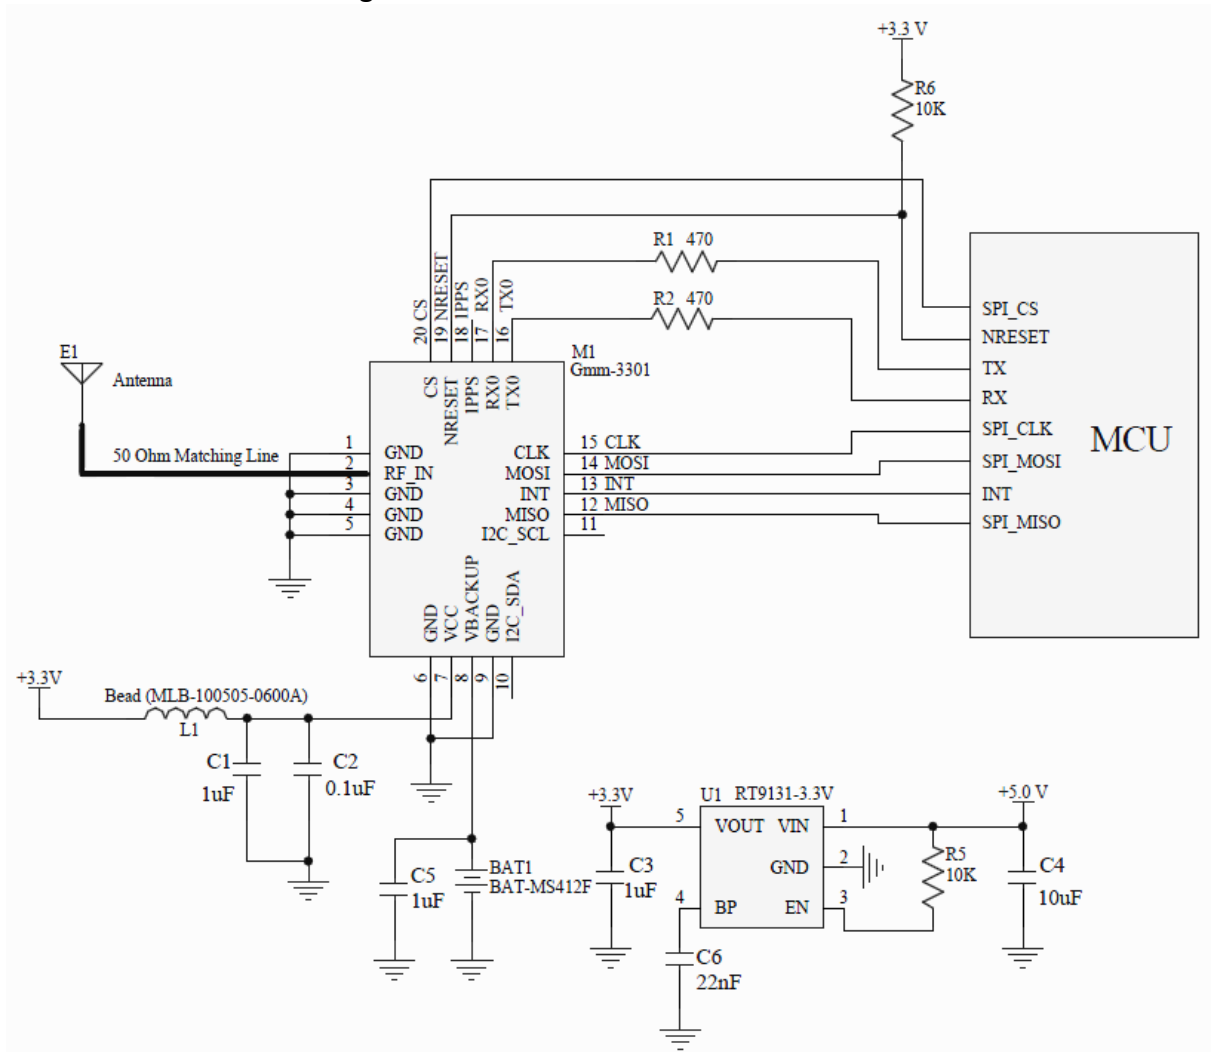 +3.3 V
R6
10K
R1 470
R2 470
20 CS
19 NRESET
18 1PPS
17 RX0
16 TX0
M1
Gmm-3301
E1
Antenna
50 Ohm Matching Line
CS
NRESET
1PPS
RX0
TX0
1 GND
2 RF_IN
3 GND
4 GND
5 GND
CLK 15 CLK
MOSI 14 MOSI
INT 13 INT
MISO 12 MISO
I2C_SCL 11
SPI_CS
NRESET
TX
RX
SPI_CLK
SPI_MOSI
INT
SPI_MISO
MCU
GND
VCC
VBACKUP
GND
I2C_SDA
6
7
8
9
10
+3.3V
Bead (MLB-100505-0600A)
L1
C1
1uF
C2
0.1uF
C5
1uF
BAT1
BAT-MS412F
+3.3V
U1 RT9131-3.3V
+5.0 V
5 VOUT VIN 1
GND 2
4 BP EN 3
C3
1uF
R5
10K
C4
10uF
C6
22nF